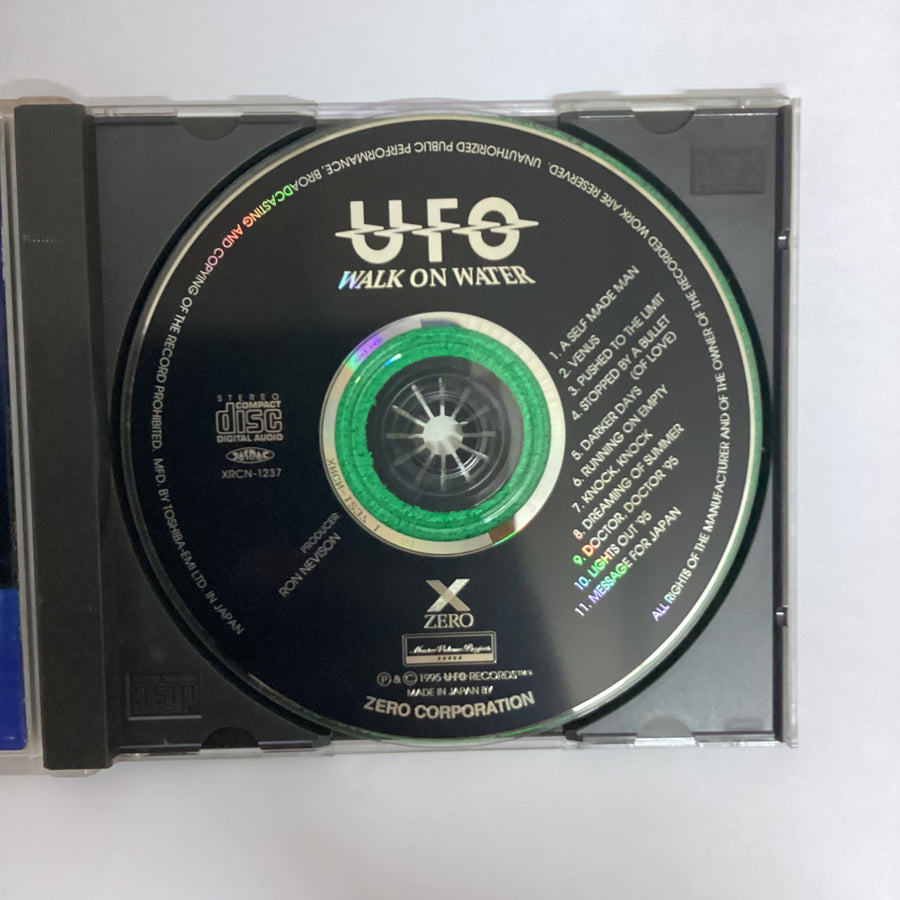 UFO
WALK ON WATER
1. A SELF MADE MAN
2. VENUS
3. PUSHED TO THE LIMIT
4. STOPPED BY A BULLET
(OF LOVE)
5. DARKER DAYS
6. RUNNING ON EMPTY
7. KNOCK, KNOCK
8. DREAMING OF SUMMER
9. DOCTOR, DOCTOR '95
10. LIGHTS OUT '95
11. MESSAGE FOR JAPAN
STEREO
COMPACT
disc
DIGITAL AUDIO
XRCN-1237
PRODUCER
RON NEVISON
X
ZERO
ⓟ & © 1995 UFO RECORDS
MADE IN JAPAN BY
ZERO CORPORATION
ALL RIGHTS OF THE MANUFACTURER AND OF THE OWNER OF THE RECORDED WORK ARE RESERVED. UNAUTHORIZED PUBLIC PERFORMANCE, BROADCASTING AND COPYING OF THE RECORD PROHIBITED. MFD. BY TOSHIBA-EMI LTD. IN JAPAN
disc